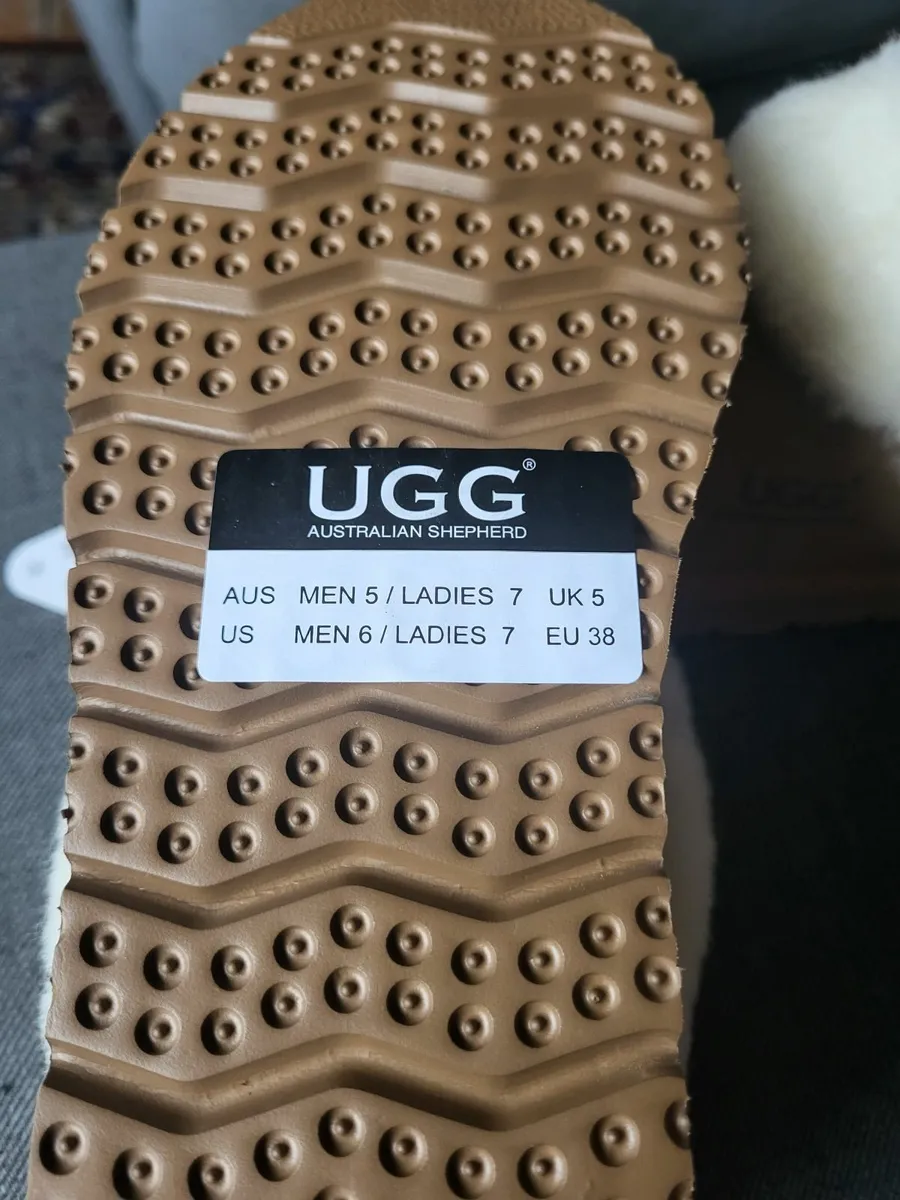 UGG®
AUSTRALIAN SHEPHERD
AUS MEN 5 / LADIES 7 UK 5
US MEN 6 / LADIES 7 EU 38